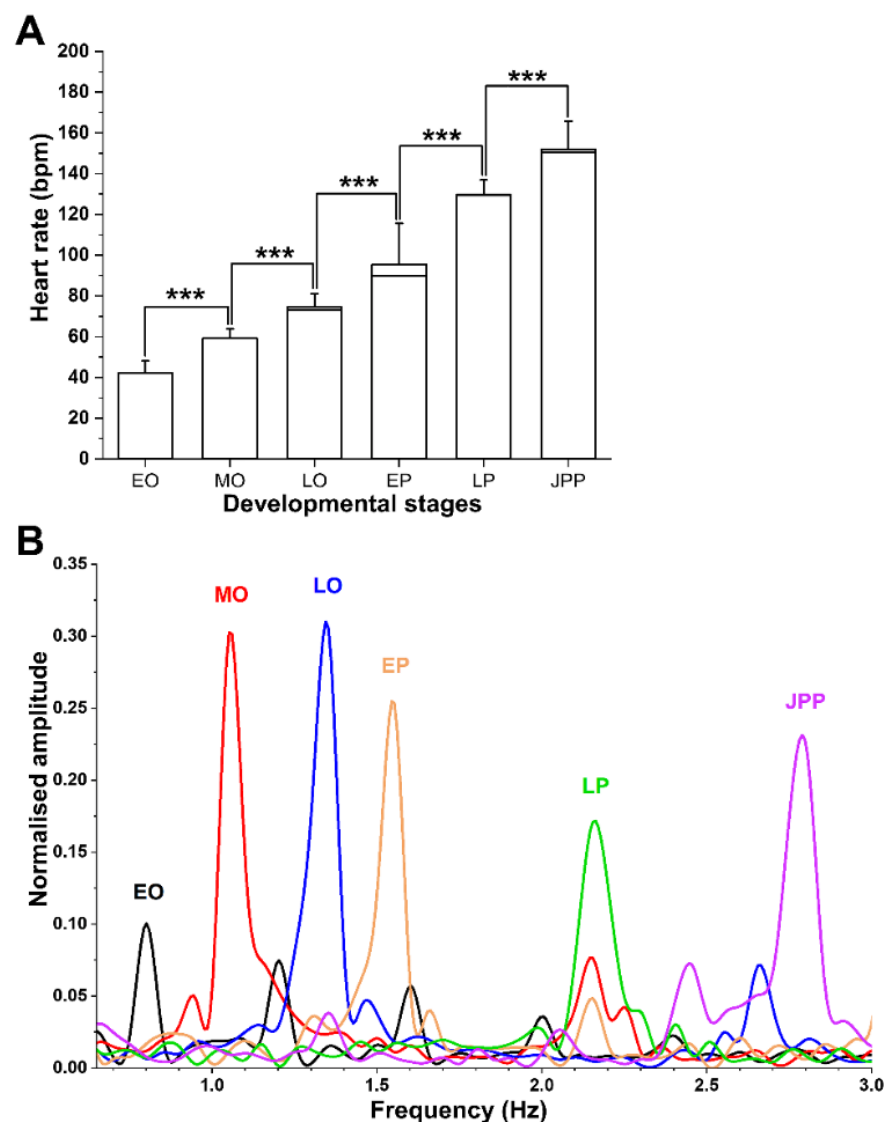 A
200
180
160
140
120
100
80
60
40
20
0
Heart rate (bpm)
***
***
***
***
***
EO MO LO EP LP JPP
Developmental stages
B
0.35
0.30
0.25
0.20
0.15
0.10
0.05
0.00
Normalised amplitude
MO
LO
EP
JPP
LP
EO
1.0 1.5 2.0 2.5 3.0
Frequency (Hz)